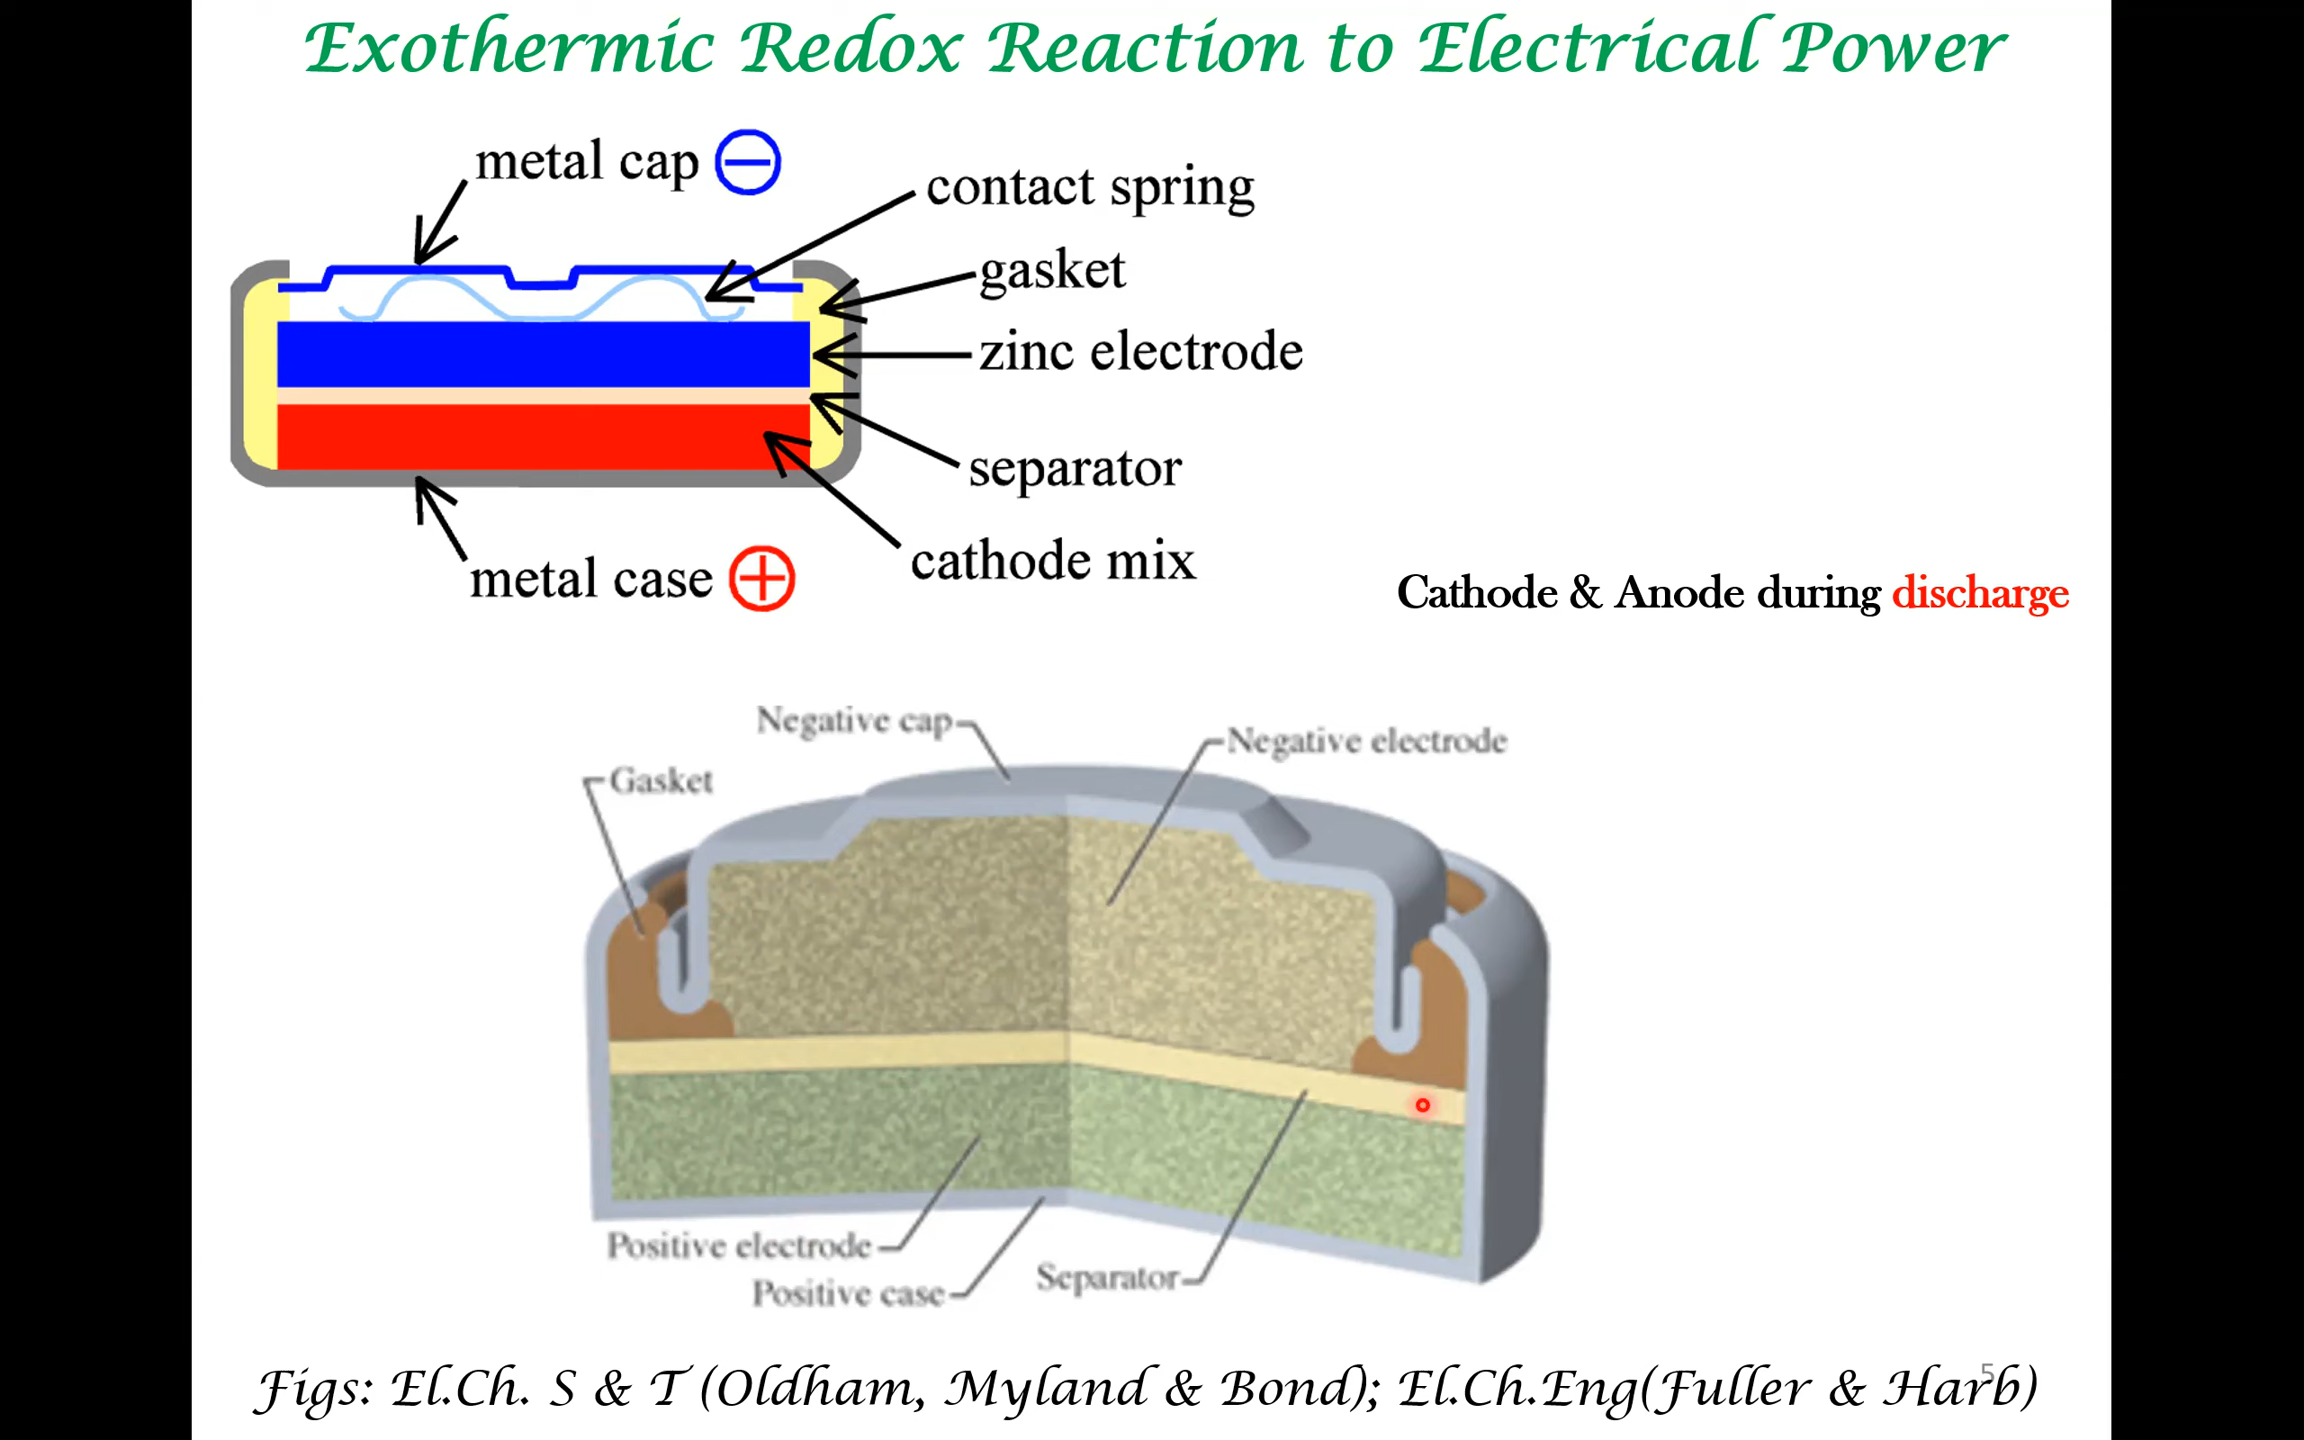 Exothermic Redox Reaction to Electrical Power
metal cap ⊖
contact spring
gasket
zinc electrode
separator
cathode mix
metal case ⊕
Cathode & Anode during discharge
Negative cap
Negative electrode
Gasket
Positive electrode
Positive case
Separator
Figs: El.Ch. S & T (Oldham, Myland & Bond); El.Ch.Eng(Fuller & Harb)
5